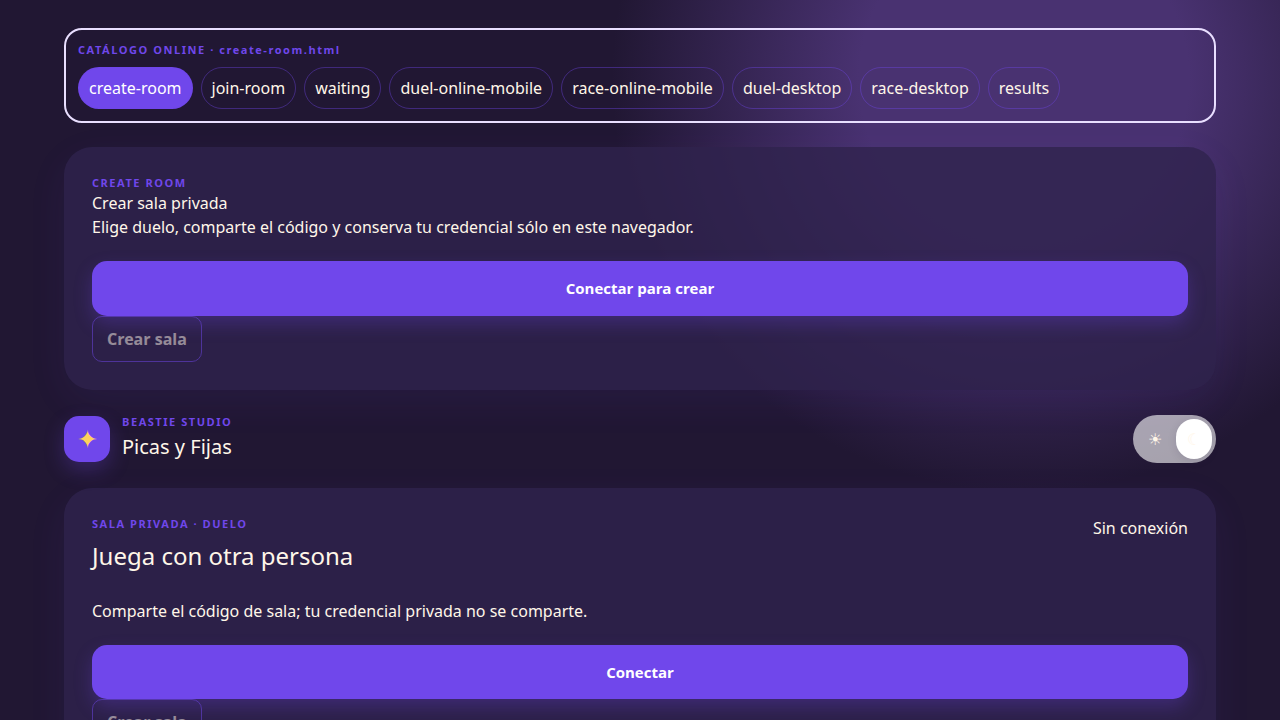 CATÁLOGO ONLINE · create-room.html
create-room join-room waiting duel-online-mobile race-online-mobile duel-desktop race-desktop results
CREATE ROOM
Crear sala privada
Elige duelo, comparte el código y conserva tu credencial sólo en este navegador.
Conectar para crear
Crear sala
BEASTIE STUDIO
Picas y Fijas
SALA PRIVADA · DUELO
Sin conexión
Juega con otra persona
Comparte el código de sala; tu credencial privada no se comparte.
Conectar
Crear sala